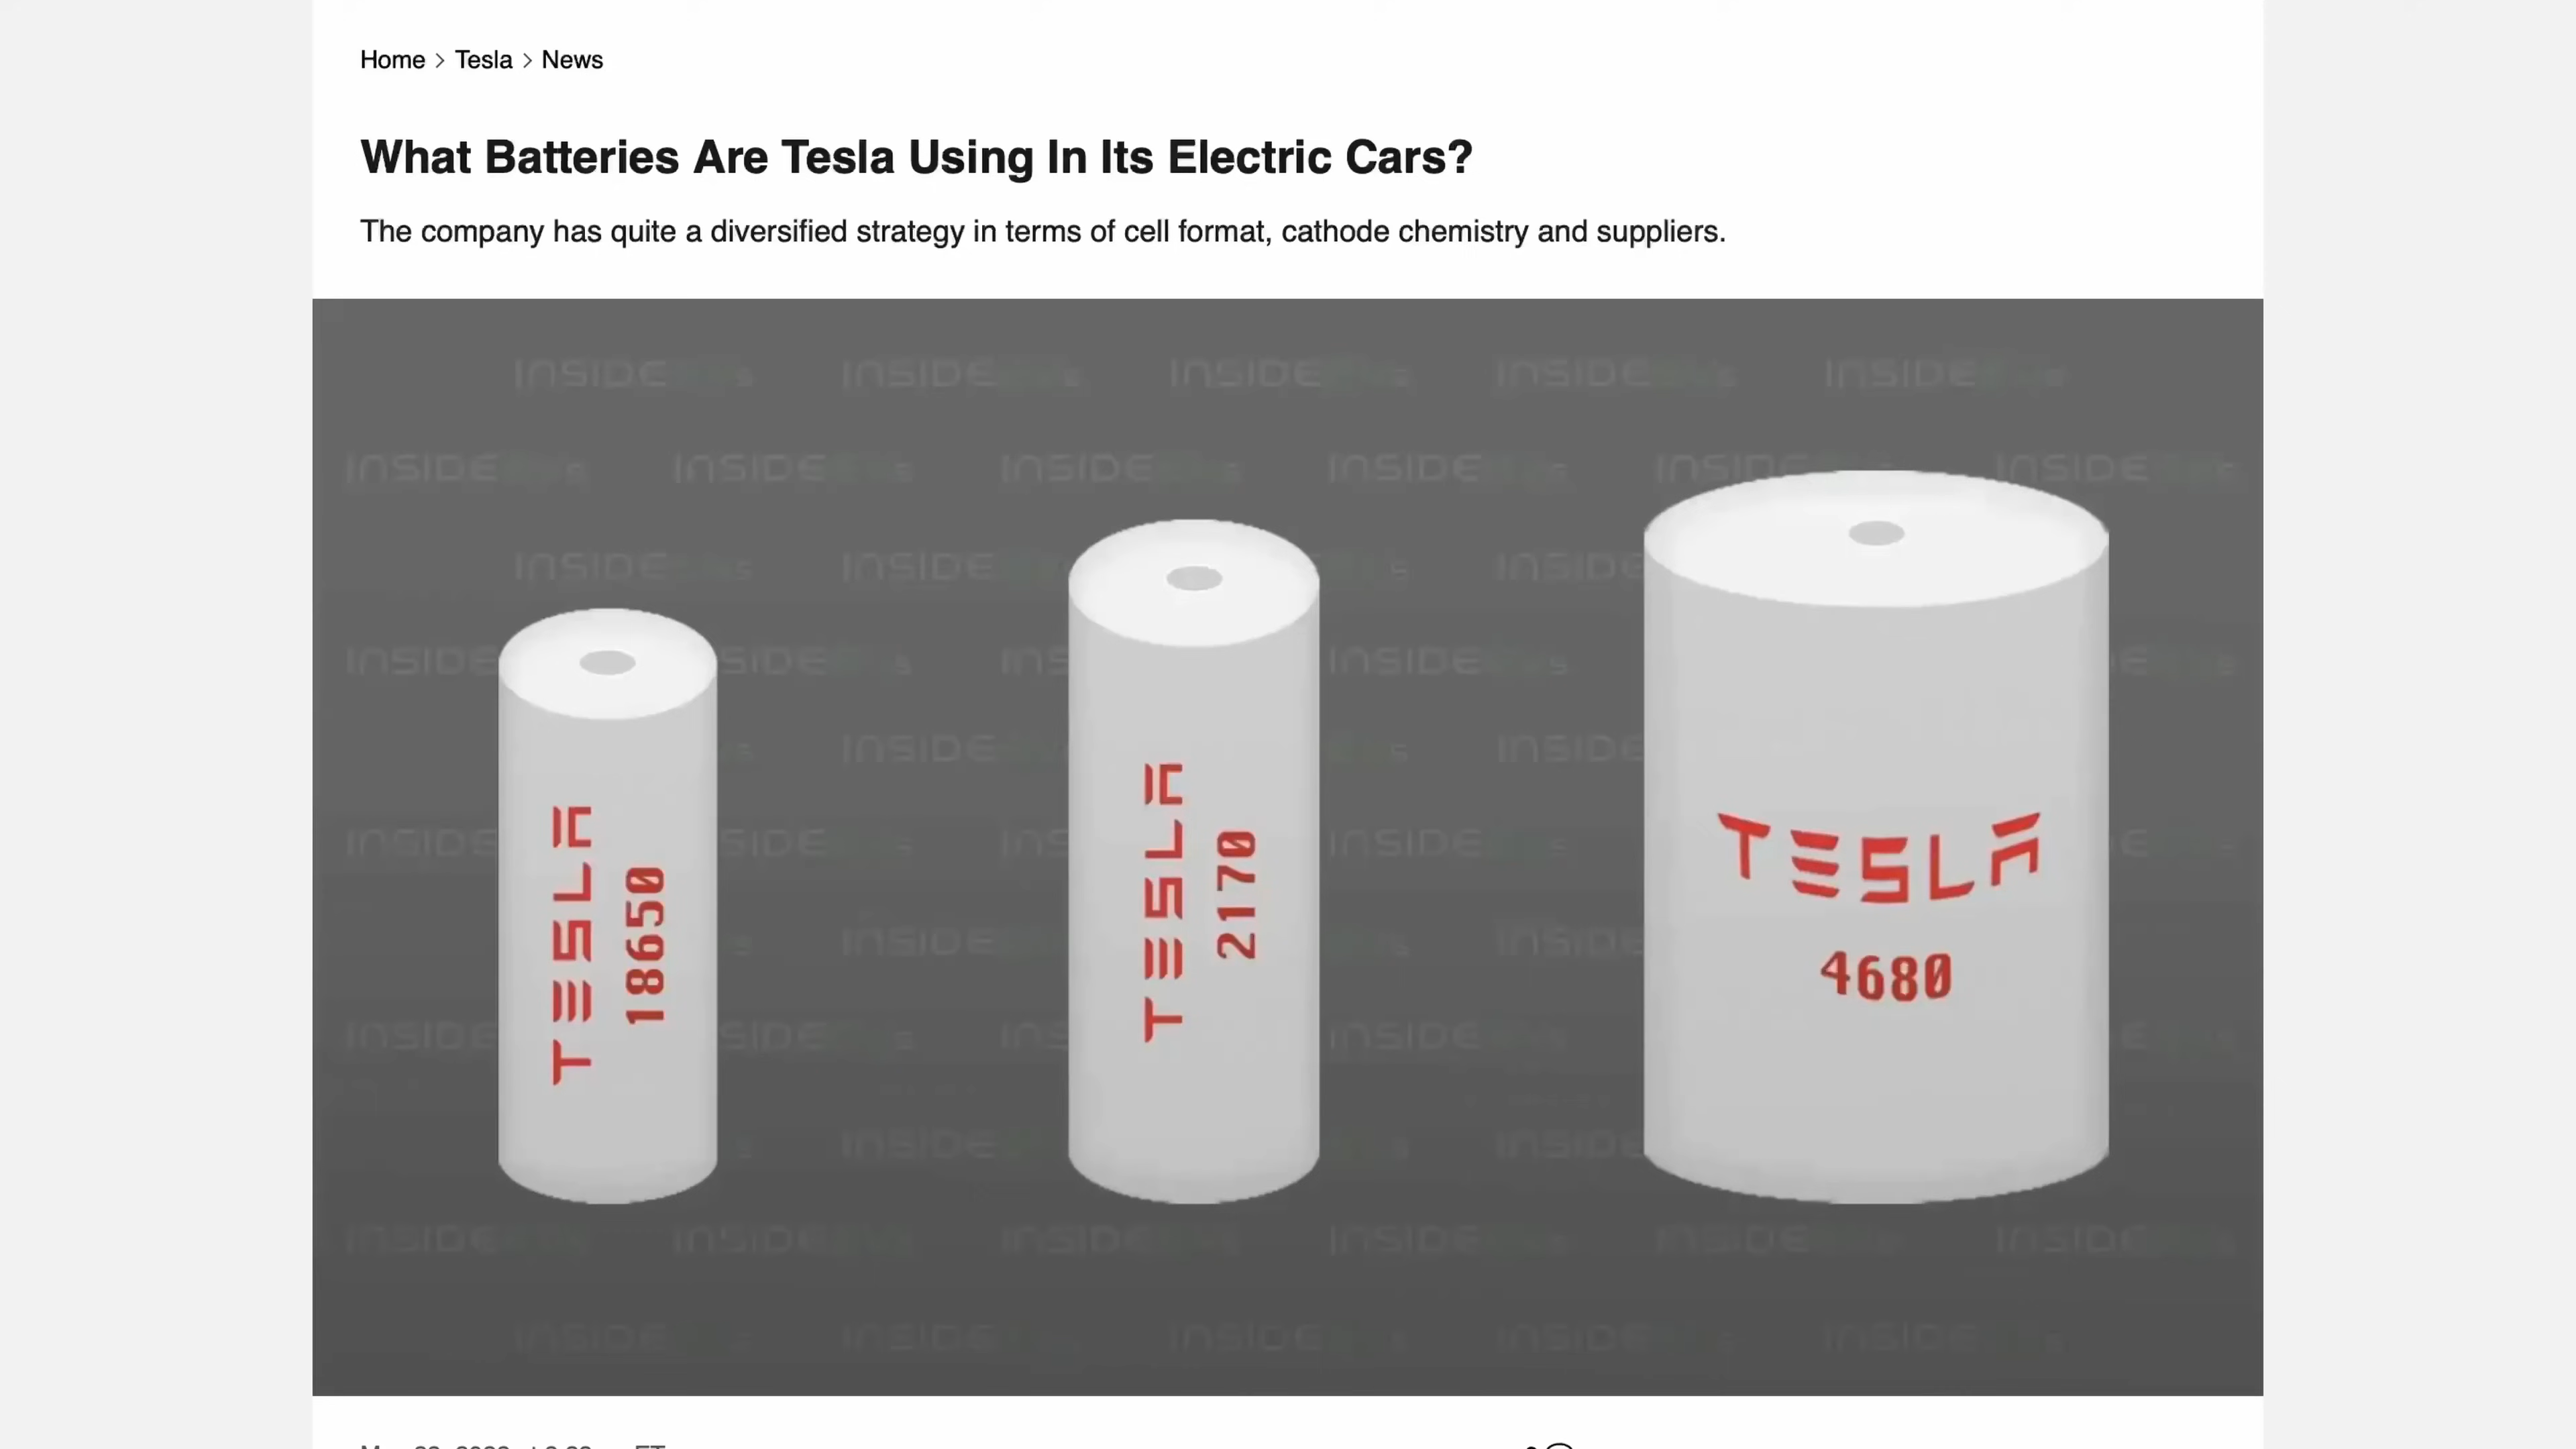 Home > Tesla > News
What Batteries Are Tesla Using In Its Electric Cars?
The company has quite a diversified strategy in terms of cell format, cathode chemistry and suppliers.
TESLA
18650
TESLA
2170
TESLA
4680